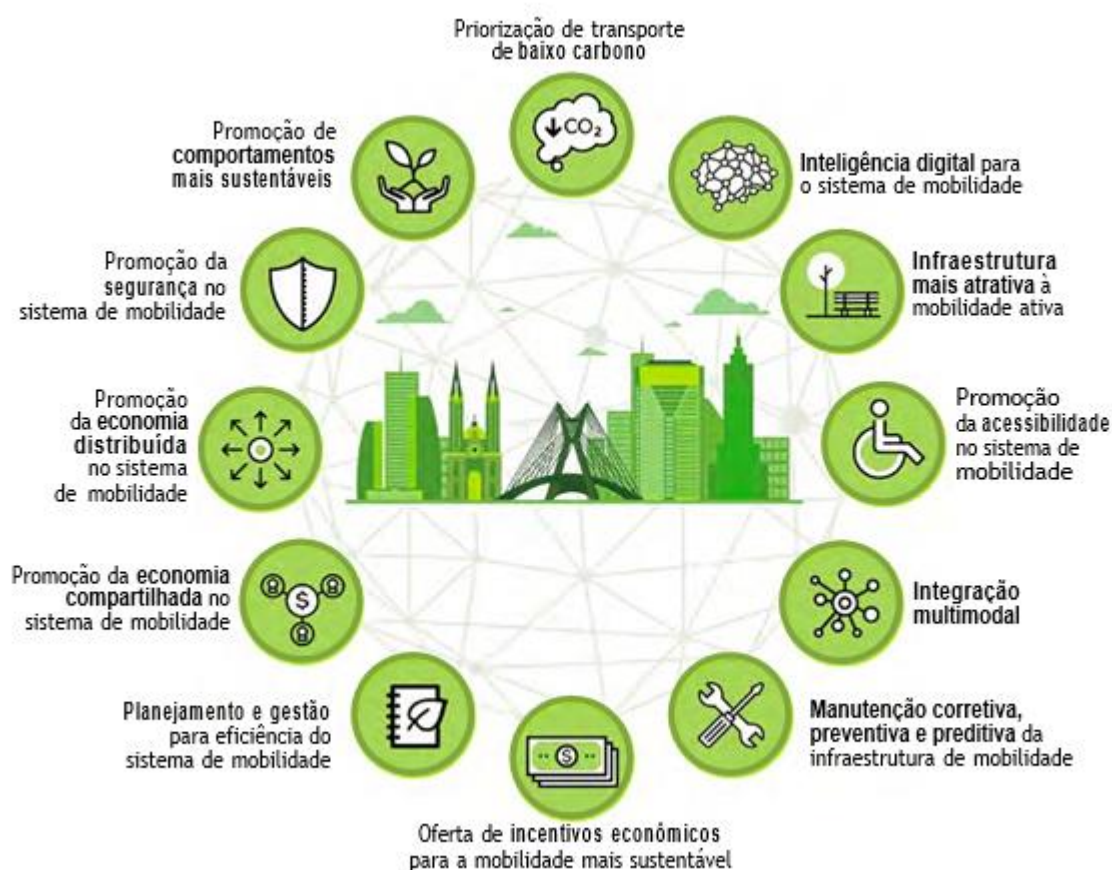 Priorização de transporte
de baixo carbono
CO₂
Inteligência digital para
o sistema de mobilidade
Infraestrutura
mais atrativa à
mobilidade ativa
Promoção
da acessibilidade
no sistema de
mobilidade
Integração
multimodal
Manutenção corretiva,
preventiva e preditiva da
infraestrutura de mobilidade
$
Oferta de incentivos econômicos
para a mobilidade mais sustentável
Planejamento e gestão
para eficiência do
sistema de mobilidade
Promoção da economia
compartilhada no
sistema de mobilidade
$
Promoção
da economia
distribuída
no sistema
de mobilidade
Promoção da
segurança no
sistema de mobilidade
Promoção de
comportamentos
mais sustentáveis